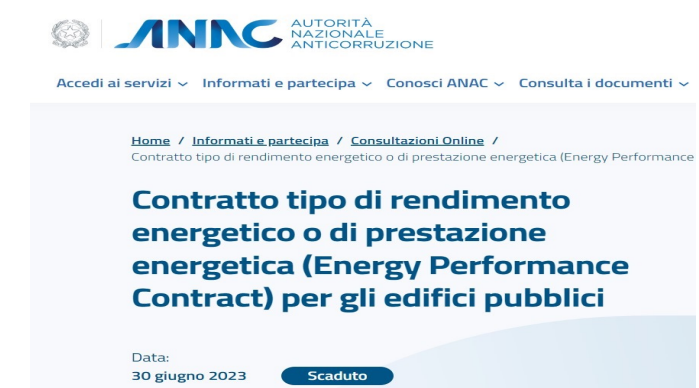 ANAC
AUTORITÀ
NAZIONALE
ANTICORRUZIONE
Accedi ai servizi Informati e partecipa Conosci ANAC Consulta i documenti
Home / Informati e partecipa / Consultazioni Online /
Contratto tipo di rendimento energetico o di prestazione energetica (Energy Performance
Contratto tipo di rendimento
energetico o di prestazione
energetica (Energy Performance
Contract) per gli edifici pubblici
Data:
30 giugno 2023 Scaduto